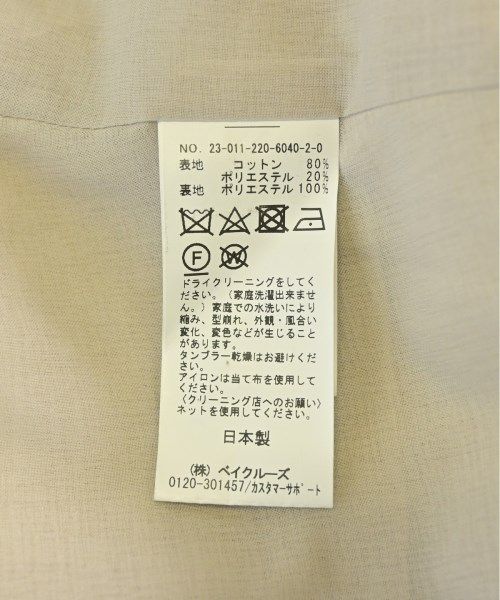 NO. 23-011-220-6040-2-0
表地 コットン 80%
ポリエステル 20%
裏地 ポリエステル 100%
F W
ドライクリーニングをしてく
ださい。(家庭洗濯出来ませ
ん。)家庭での水洗いにより
縮み、型崩れ、外観・風合い
変化、変色などが生じること
があります。
タンブラー乾燥はお避けくだ
さい。
アイロンは当て布を使用して
ください。
〈クリーニング店へのお願い〉
ネットを使用してください。
日本製
(株) ベイクルーズ
0120-301457/カスタマーサポート